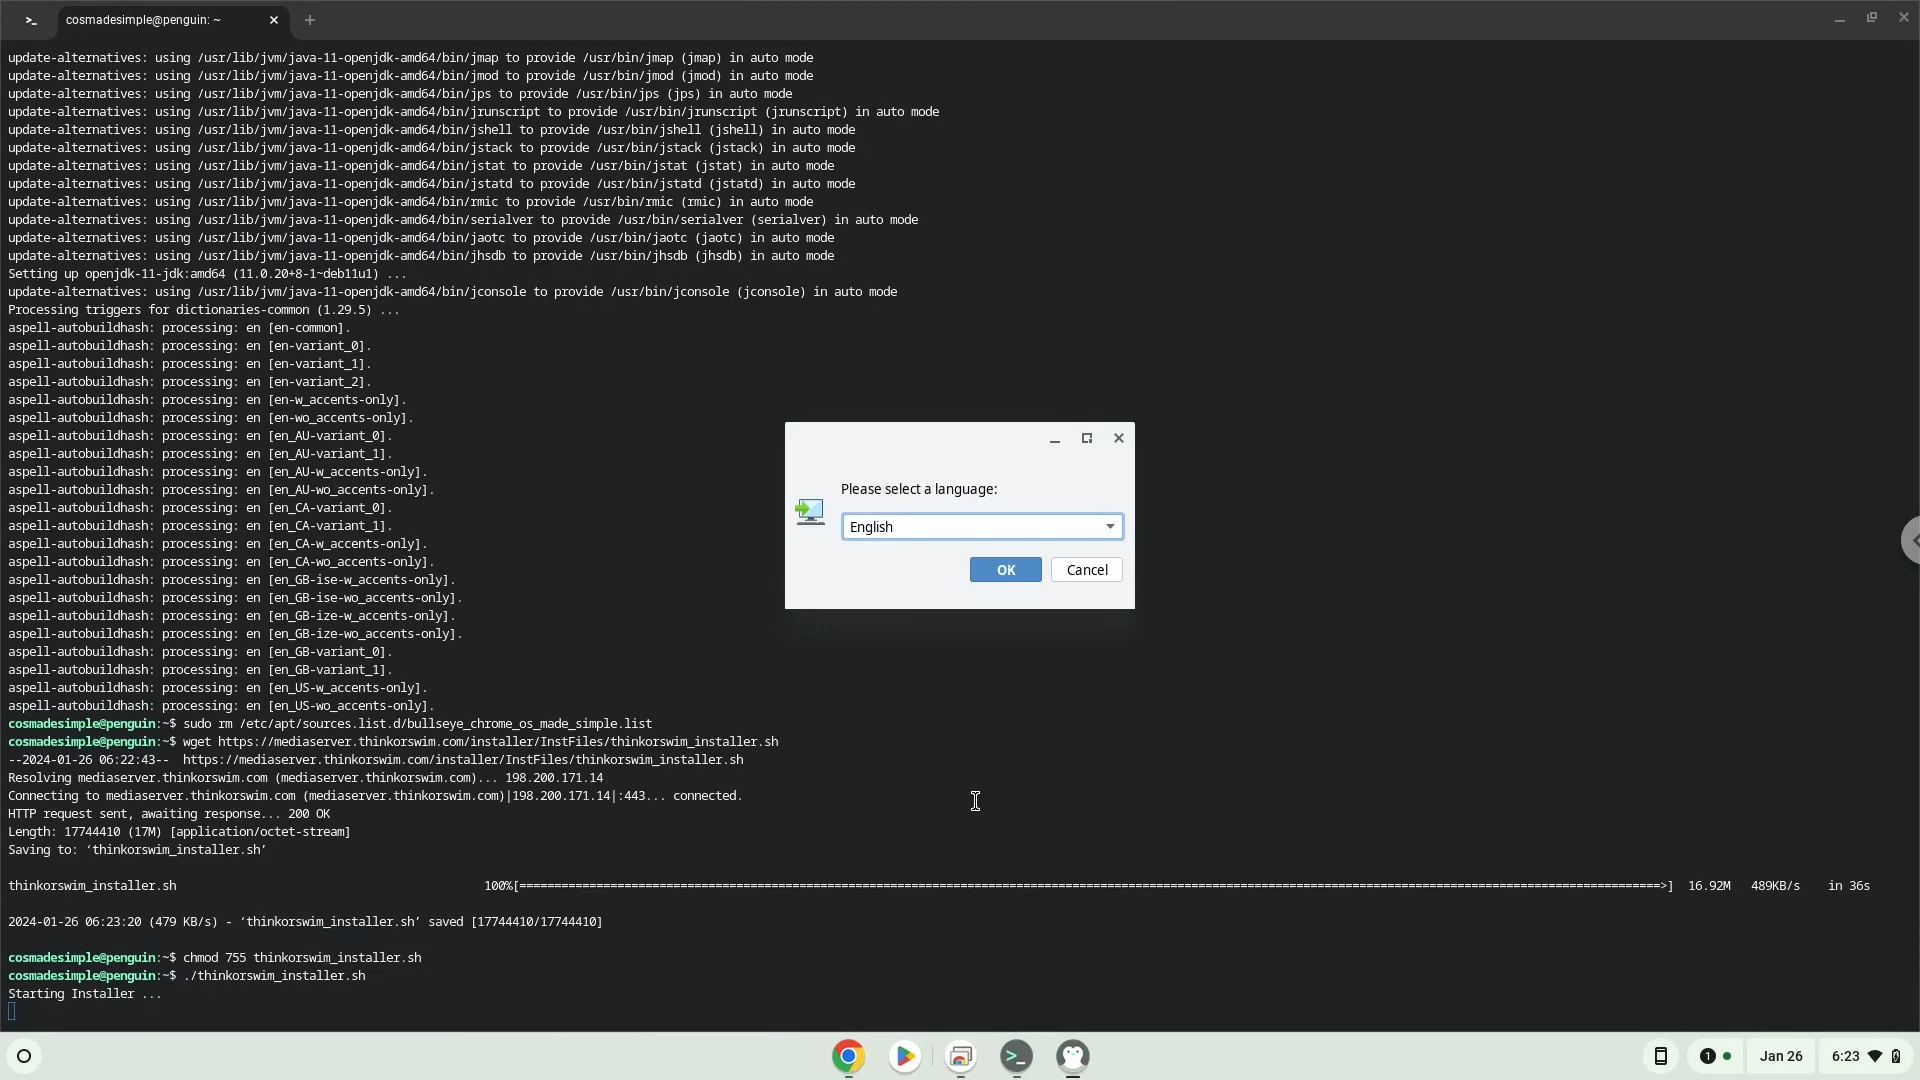 cosmadesimple@penguin: ~
update-alternatives: using /usr/lib/jvm/java-11-openjdk-amd64/bin/jmap to provide /usr/bin/jmap (jmap) in auto mode
update-alternatives: using /usr/lib/jvm/java-11-openjdk-amd64/bin/jmod to provide /usr/bin/jmod (jmod) in auto mode
update-alternatives: using /usr/lib/jvm/java-11-openjdk-amd64/bin/jps to provide /usr/bin/jps (jps) in auto mode
update-alternatives: using /usr/lib/jvm/java-11-openjdk-amd64/bin/jrunscript to provide /usr/bin/jrunscript (jrunscript) in auto mode
update-alternatives: using /usr/lib/jvm/java-11-openjdk-amd64/bin/jshell to provide /usr/bin/jshell (jshell) in auto mode
update-alternatives: using /usr/lib/jvm/java-11-openjdk-amd64/bin/jstack to provide /usr/bin/jstack (jstack) in auto mode
update-alternatives: using /usr/lib/jvm/java-11-openjdk-amd64/bin/jstat to provide /usr/bin/jstat (jstat) in auto mode
update-alternatives: using /usr/lib/jvm/java-11-openjdk-amd64/bin/jstatd to provide /usr/bin/jstatd (jstatd) in auto mode
update-alternatives: using /usr/lib/jvm/java-11-openjdk-amd64/bin/rmic to provide /usr/bin/rmic (rmic) in auto mode
update-alternatives: using /usr/lib/jvm/java-11-openjdk-amd64/bin/serialver to provide /usr/bin/serialver (serialver) in auto mode
update-alternatives: using /usr/lib/jvm/java-11-openjdk-amd64/bin/jaotc to provide /usr/bin/jaotc (jaotc) in auto mode
update-alternatives: using /usr/lib/jvm/java-11-openjdk-amd64/bin/jhsdb to provide /usr/bin/jhsdb (jhsdb) in auto mode
Setting up openjdk-11-jdk:amd64 (11.0.20+8-1~deb11u1) ...
update-alternatives: using /usr/lib/jvm/java-11-openjdk-amd64/bin/jconsole to provide /usr/bin/jconsole (jconsole) in auto mode
Processing triggers for dictionaries-common (1.29.5) ...
aspell-autobuildhash: processing: en [en-common].
aspell-autobuildhash: processing: en [en-variant_0].
aspell-autobuildhash: processing: en [en-variant_1].
aspell-autobuildhash: processing: en [en-variant_2].
aspell-autobuildhash: processing: en [en-w_accents-only].
aspell-autobuildhash: processing: en [en-wo_accents-only].
aspell-autobuildhash: processing: en [en_AU-variant_0].
aspell-autobuildhash: processing: en [en_AU-variant_1].
aspell-autobuildhash: processing: en [en_AU-w_accents-only].
aspell-autobuildhash: processing: en [en_AU-wo_accents-only].
aspell-autobuildhash: processing: en [en_CA-variant_0].
aspell-autobuildhash: processing: en [en_CA-variant_1].
aspell-autobuildhash: processing: en [en_CA-w_accents-only].
aspell-autobuildhash: processing: en [en_CA-wo_accents-only].
aspell-autobuildhash: processing: en [en_GB-ise-w_accents-only].
aspell-autobuildhash: processing: en [en_GB-ise-wo_accents-only].
aspell-autobuildhash: processing: en [en_GB-ize-w_accents-only].
aspell-autobuildhash: processing: en [en_GB-ize-wo_accents-only].
aspell-autobuildhash: processing: en [en_GB-variant_0].
aspell-autobuildhash: processing: en [en_GB-variant_1].
aspell-autobuildhash: processing: en [en_US-w_accents-only].
aspell-autobuildhash: processing: en [en_US-wo_accents-only].
cosmadesimple@penguin:~$ sudo rm /etc/apt/sources.list.d/bullseye_chrome_os_made_simple.list
cosmadesimple@penguin:~$ wget https://mediaserver.thinkorswim.com/installer/InstFiles/thinkorswim_installer.sh
--2024-01-26 06:22:43--  https://mediaserver.thinkorswim.com/installer/InstFiles/thinkorswim_installer.sh
Resolving mediaserver.thinkorswim.com (mediaserver.thinkorswim.com)... 198.200.171.14
Connecting to mediaserver.thinkorswim.com (mediaserver.thinkorswim.com)|198.200.171.14|:443... connected.
HTTP request sent, awaiting response... 200 OK
Length: 17744410 (17M) [application/octet-stream]
Saving to: ‘thinkorswim_installer.sh’
thinkorswim_installer.sh 100%[===================================================================>] 16.92M 489KB/s in 36s
2024-01-26 06:23:20 (479 KB/s) - ‘thinkorswim_installer.sh’ saved [17744410/17744410]
cosmadesimple@penguin:~$ chmod 755 thinkorswim_installer.sh
cosmadesimple@penguin:~$ ./thinkorswim_installer.sh
Starting Installer ...
Please select a language:
English
OK Cancel
1 Jan 26 6:23